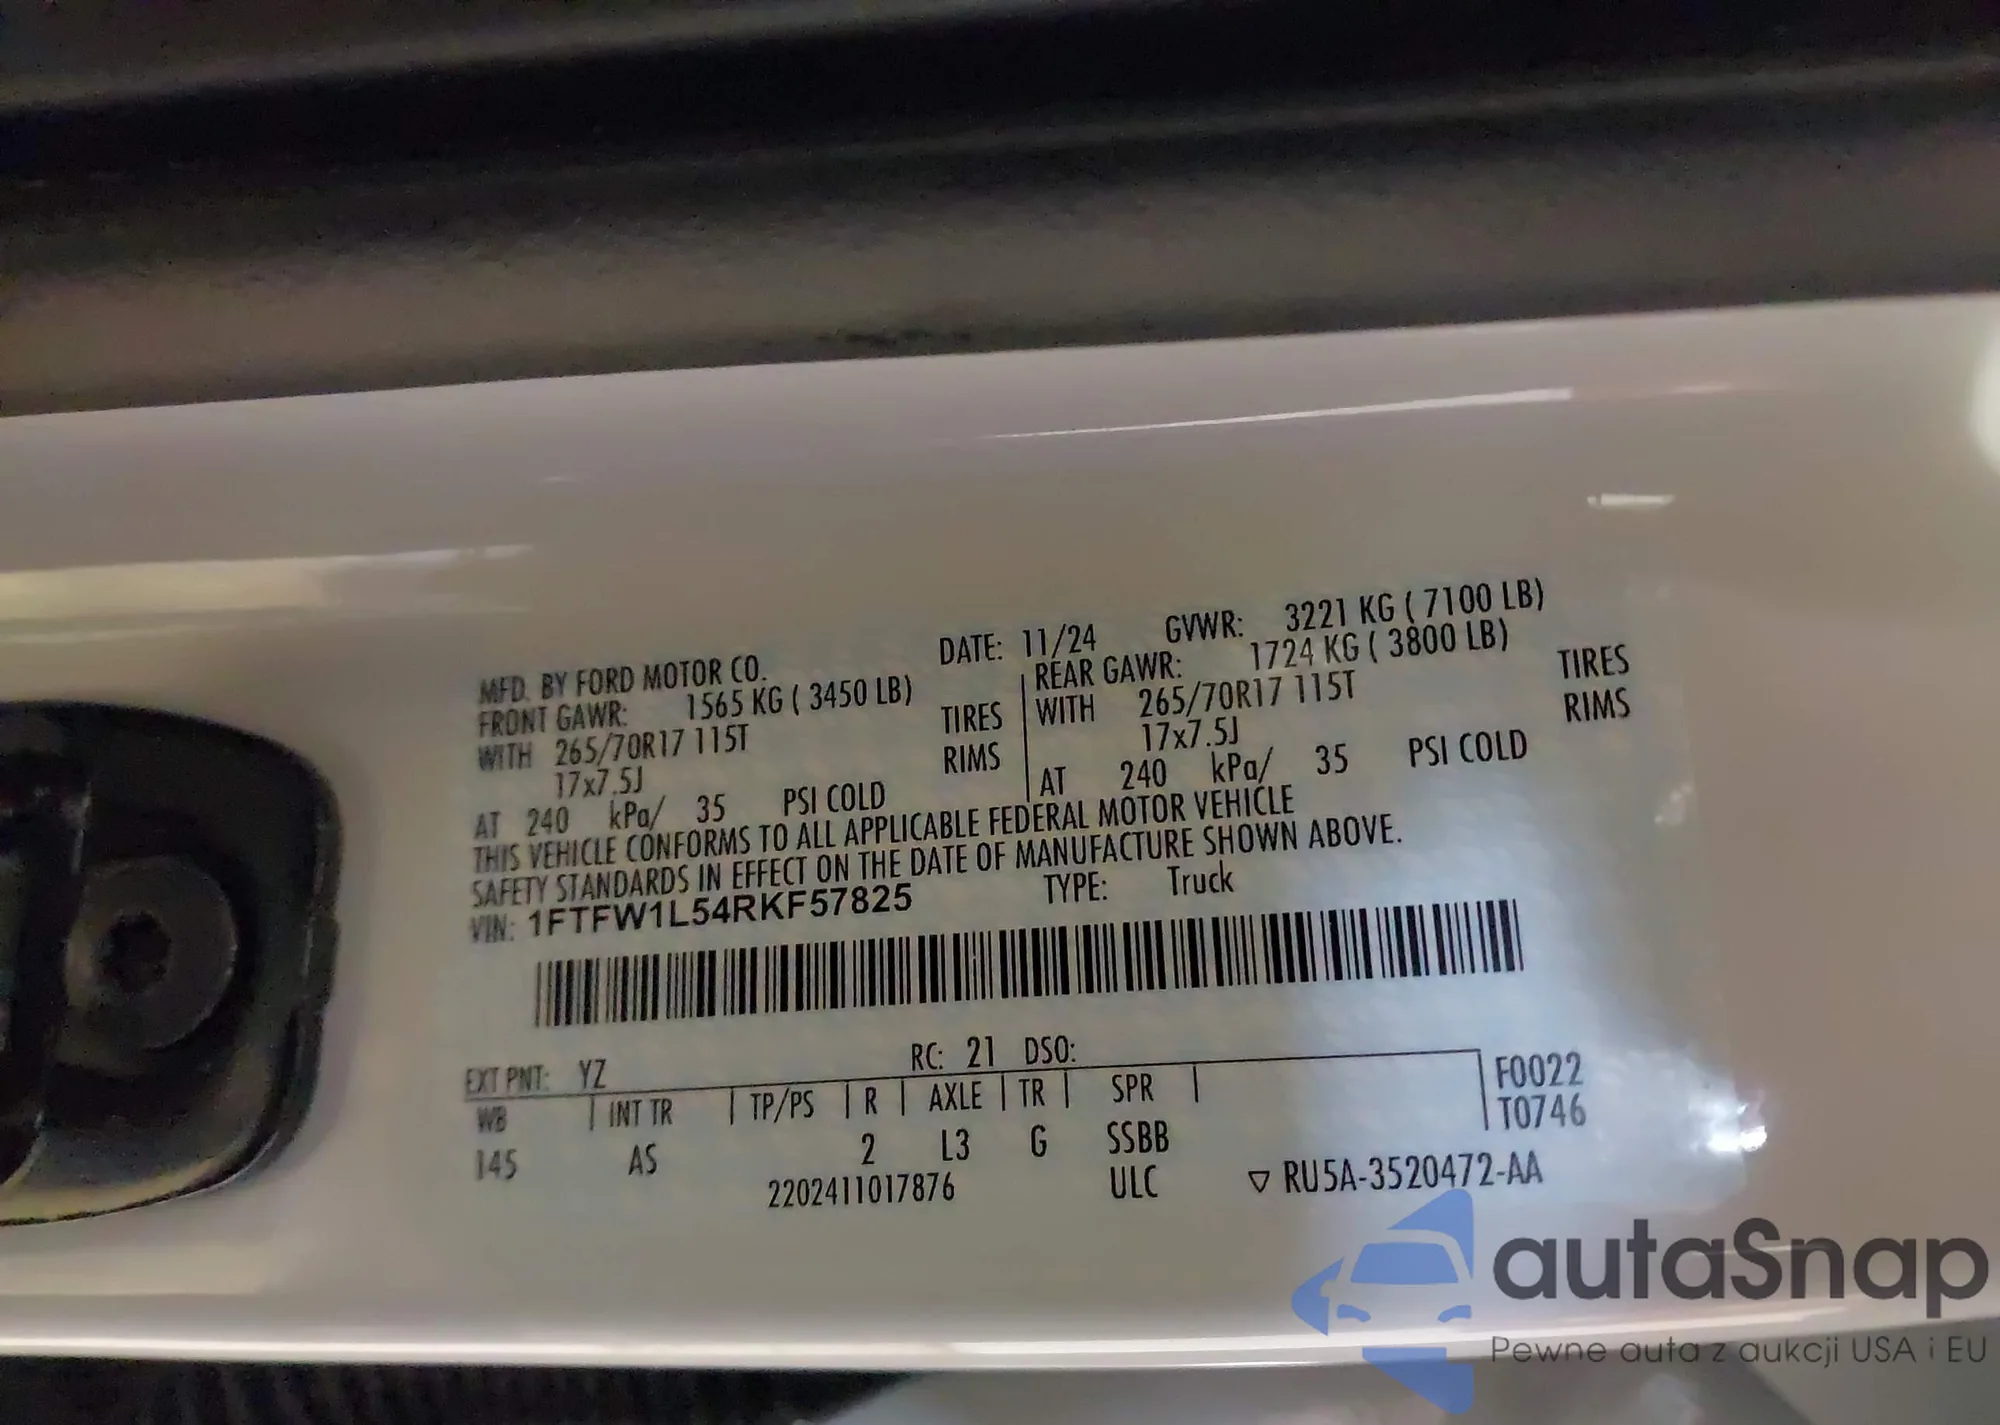 MFD. BY FORD MOTOR CO. DATE: 11/24 GVWR: 3221 KG ( 7100 LB)
FRONT GAWR: 1565 KG ( 3450 LB) REAR GAWR: 1724 KG ( 3800 LB)
WITH 265/70R17 115T TIRES WITH 265/70R17 115T TIRES
17x7.5J RIMS 17x7.5J RIMS
AT 240 kPa/ 35 PSI COLD AT 240 kPa/ 35 PSI COLD
THIS VEHICLE CONFORMS TO ALL APPLICABLE FEDERAL MOTOR VEHICLE
SAFETY STANDARDS IN EFFECT ON THE DATE OF MANUFACTURE SHOWN ABOVE.
VIN: 1FTFW1L54RKF57825 TYPE: Truck
EXT PNT: YZ RC: 21 DSO: F0022
WB INT TR TP/PS R AXLE TR SPR T0746
145 AS 2 L3 G SSBB
2202411017876 ULC ▽ RU5A-3520472-AA
autaSnap
Pewne auta z aukcji USA i EU